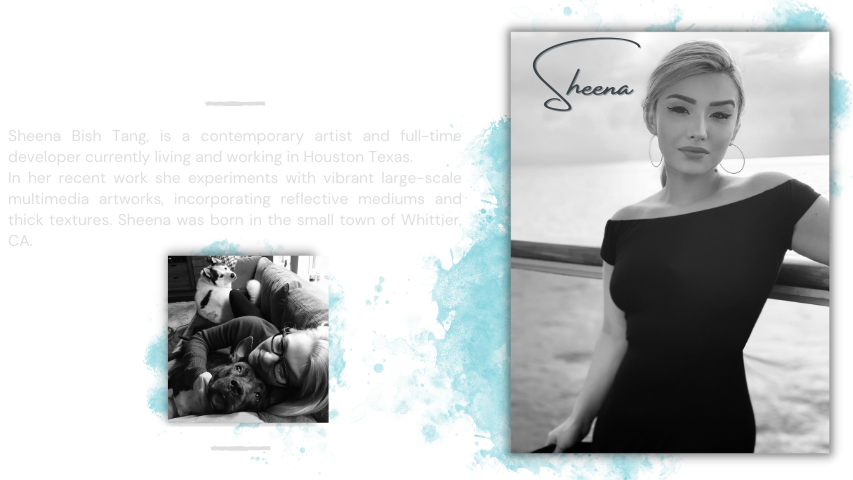 Sheena
Sheena Bish Tang, is a contemporary artist and full-time
developer currently living and working in Houston Texas.
In her recent work she experiments with vibrant large-scale
multimedia artworks, incorporating reflective mediums and
thick textures. Sheena was born in the small town of Whittier,
CA.